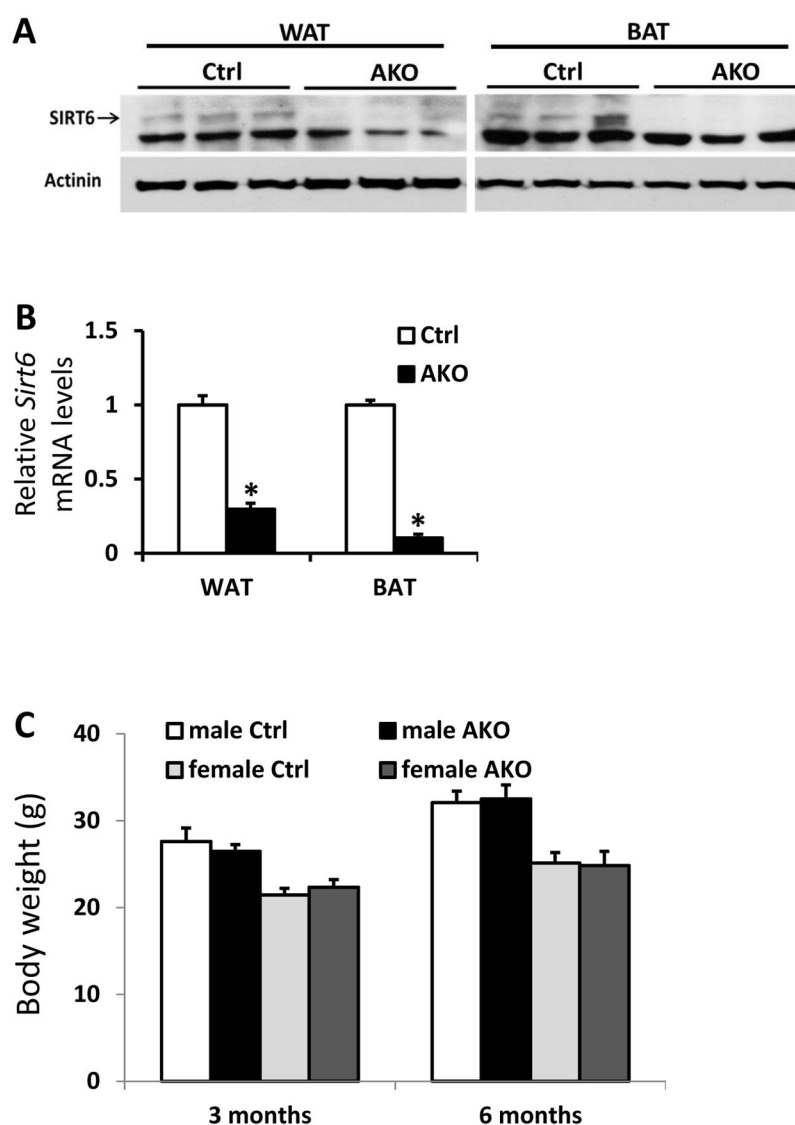 A
WAT
BAT
Ctrl
AKO
Ctrl
AKO
SIRT6→
Actinin
B
Relative Sirt6
mRNA levels
1.5
1
0.5
0
Ctrl
AKO
*
*
WAT
BAT
C
Body weight (g)
40
30
20
10
0
male Ctrl
male AKO
female Ctrl
female AKO
3 months
6 months